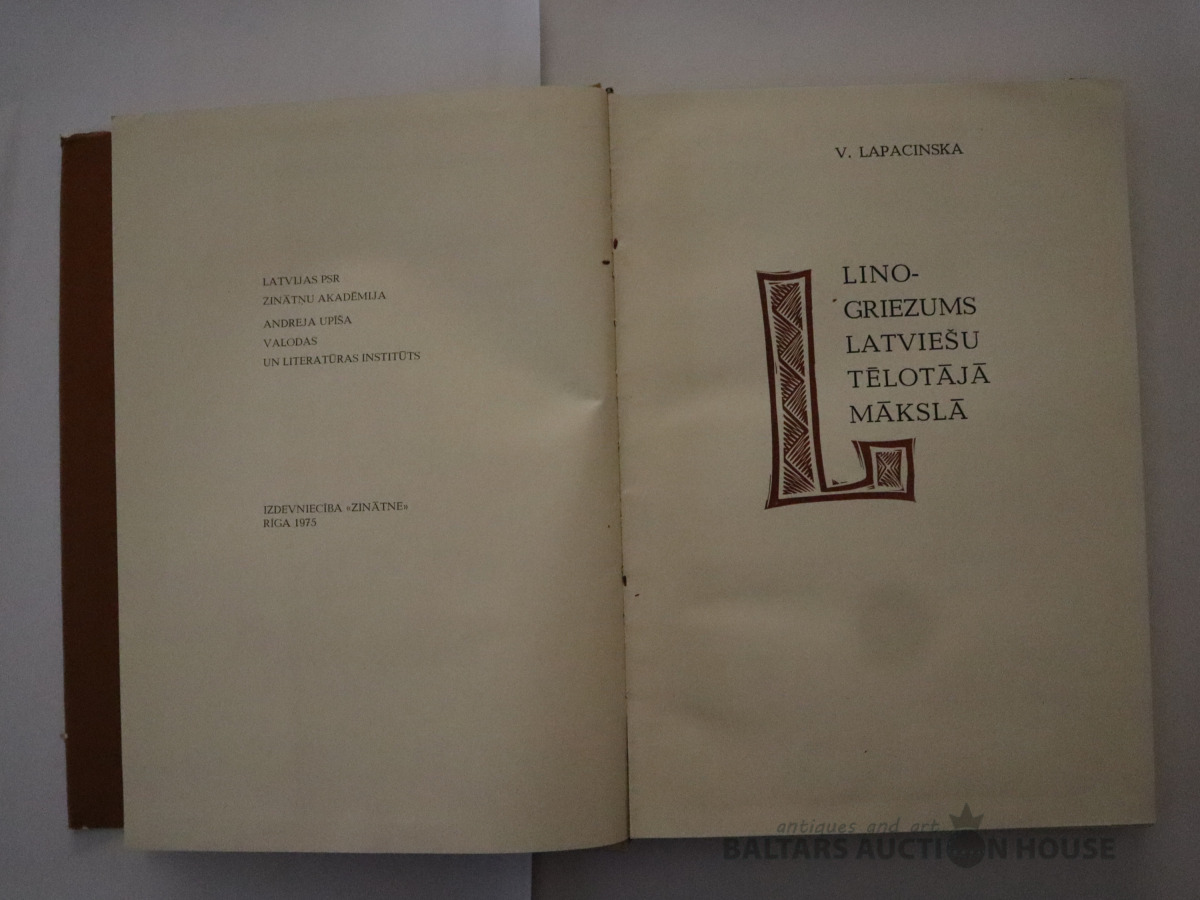 LATVIJAS PSR
ZINĀTŅU AKADĒMIJA
ANDREJA UPĪŠA
VALODAS
UN LITERATŪRAS INSTITŪTS
IZDEVNIECĪBA «ZINĀTNE»
RĪGA 1975
V. LAPACINSKA
LINO-
GRIEZUMS
LATVIEŠU
TĒLOTĀJĀ
MĀKSLĀ
L
antiques and art
BALTARS AUCTION HOUSE